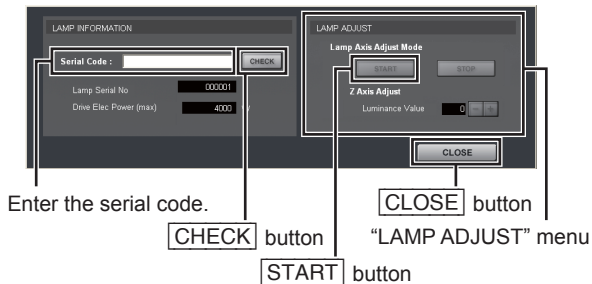 LAMP INFORMATION
Serial Code :
CHECK
Lamp Serial No
000001
Drive Elec Power (max)
4000
W
LAMP ADJUST
Lamp Axis Adjust Mode
START
STOP
Z Axis Adjust
Luminance Value
0
- +
CLOSE
Enter the serial code.
CHECK button
START button
CLOSE button
“LAMP ADJUST” menu